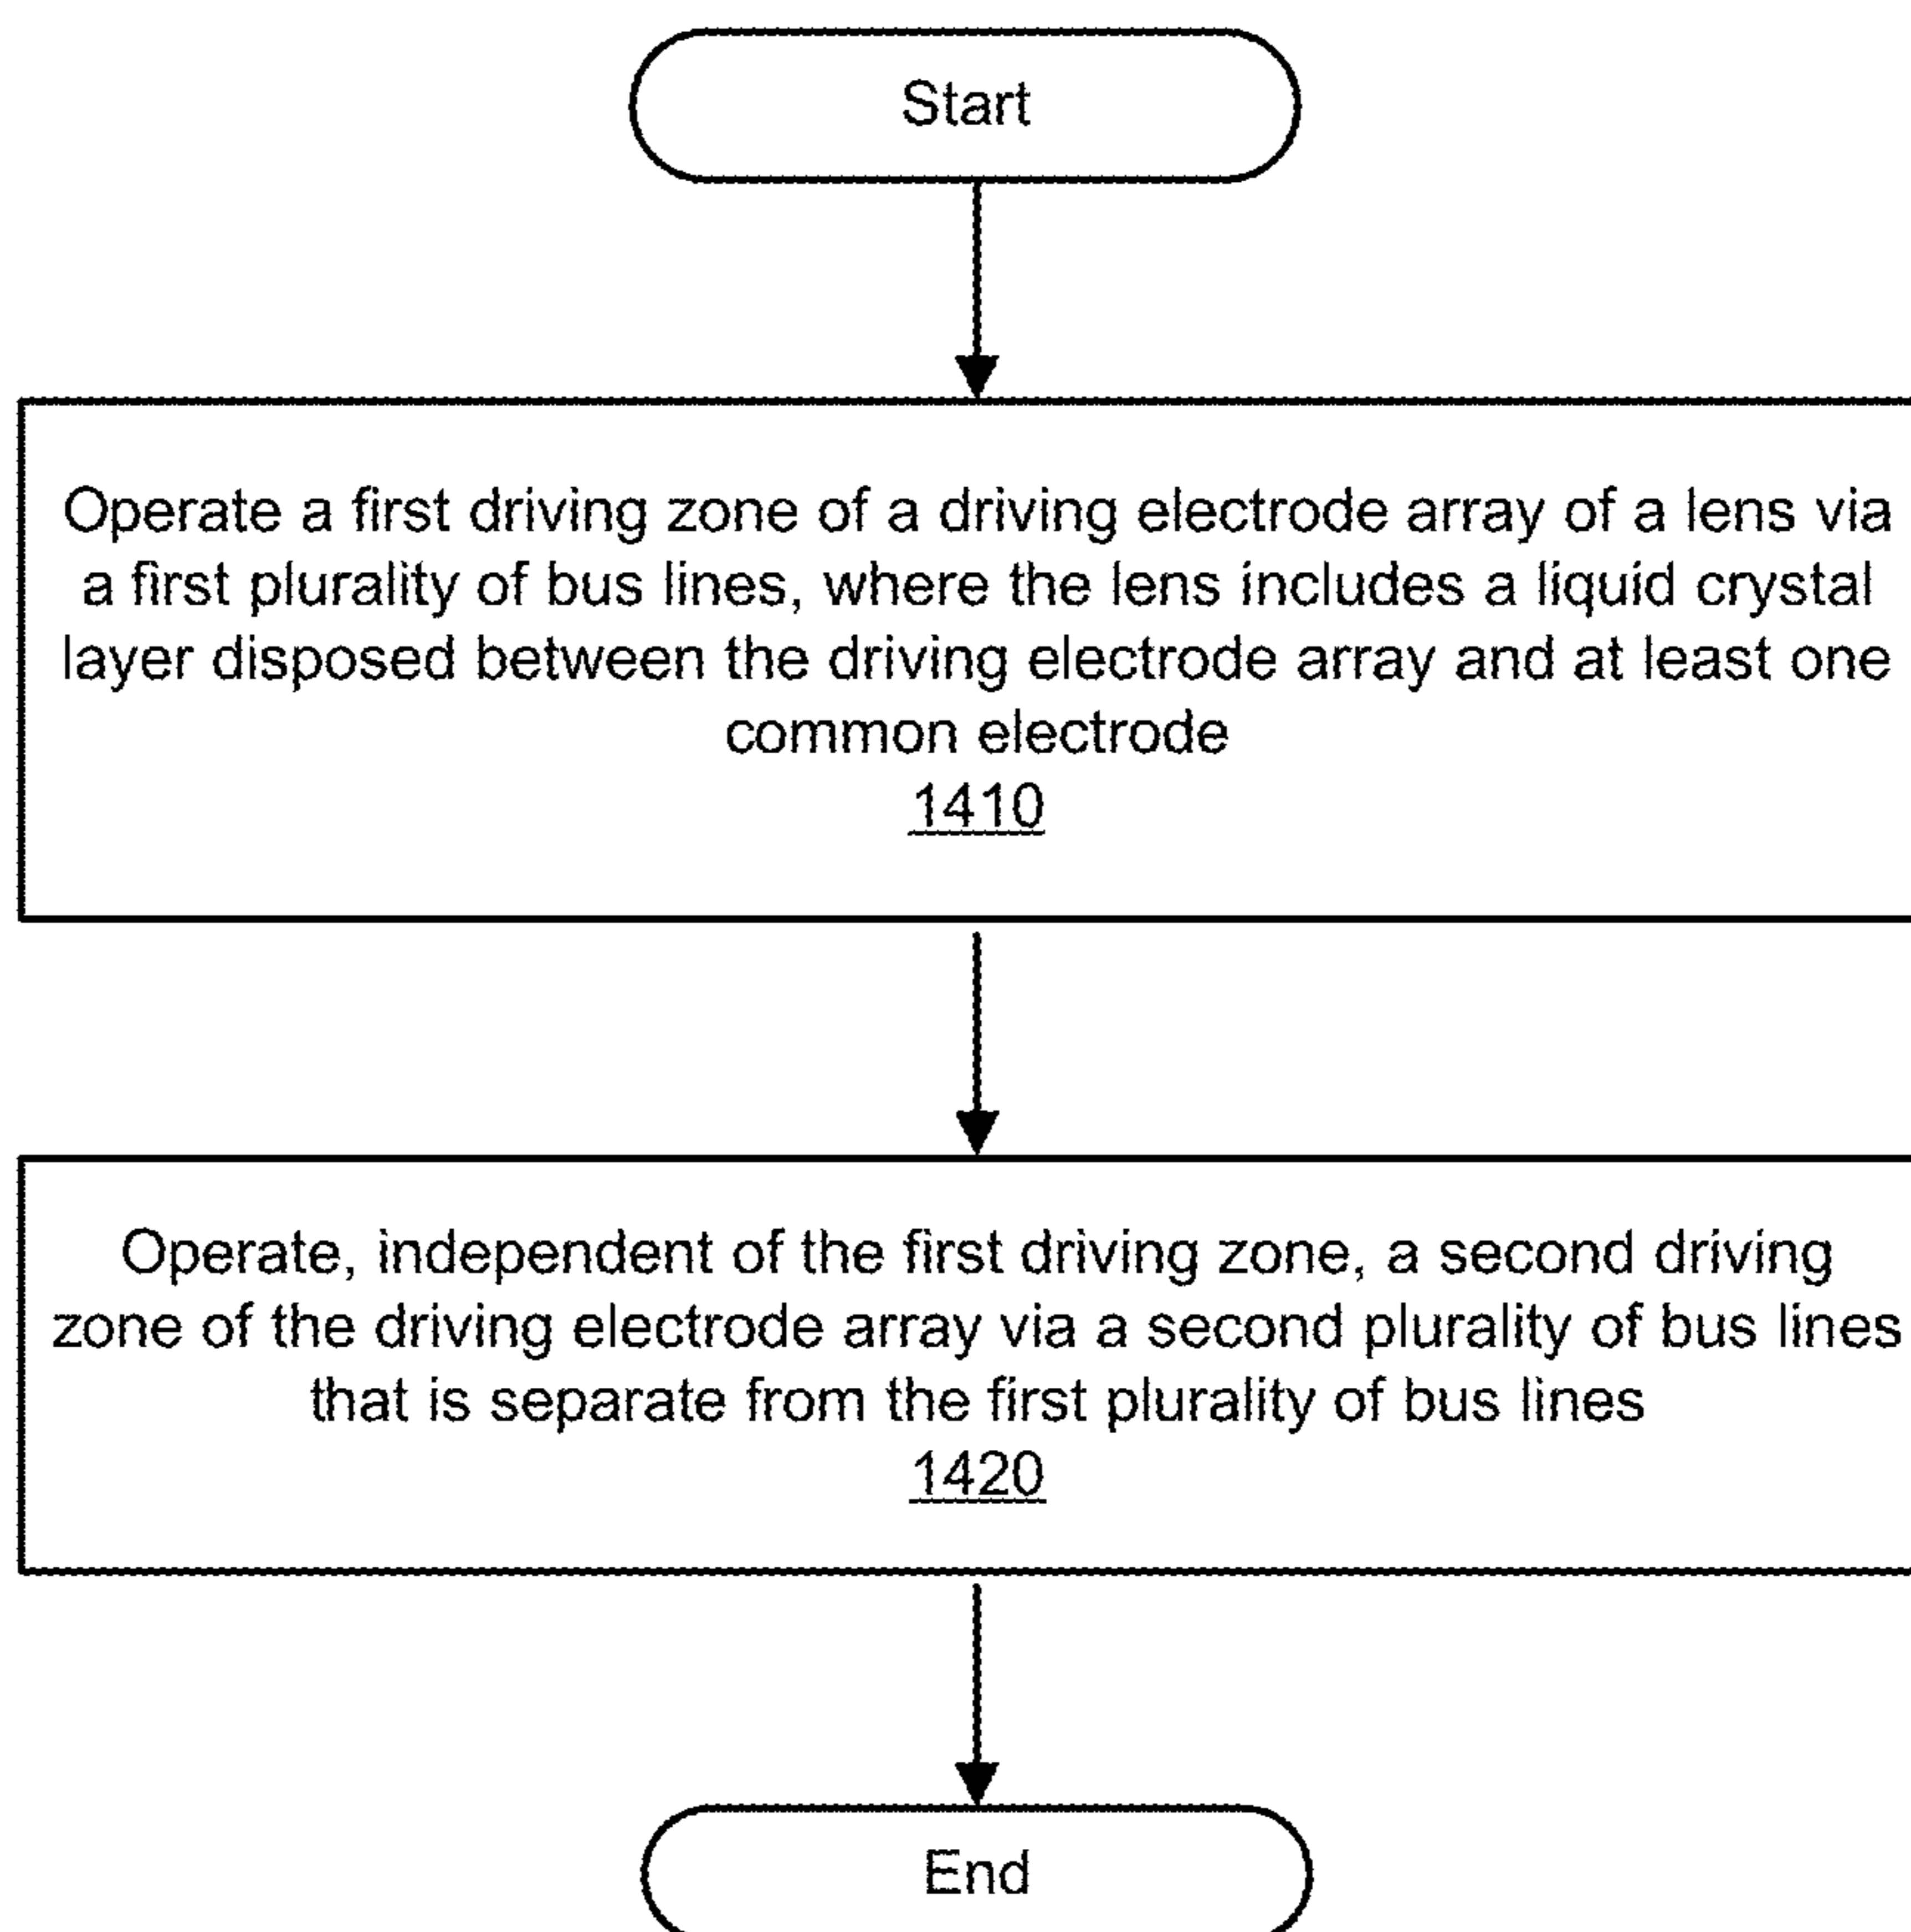 Start
Operate a first driving zone of a driving electrode array of a lens via
a first plurality of bus lines, where the lens includes a liquid crystal
layer disposed between the driving electrode array and at least one
common electrode
1410
Operate, independent of the first driving zone, a second driving
zone of the driving electrode array via a second plurality of bus lines
that is separate from the first plurality of bus lines
1420
End